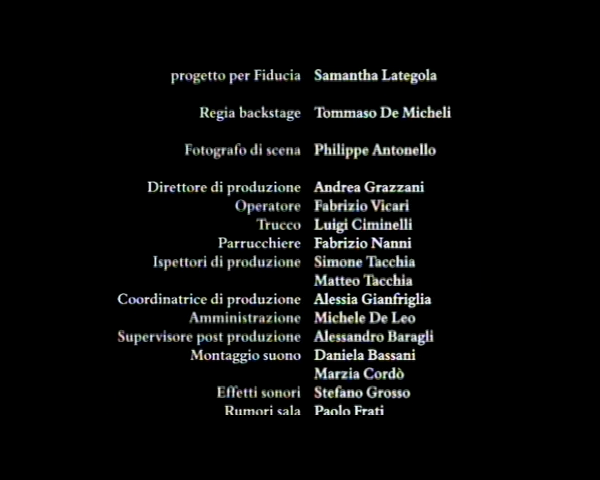 progetto per Fiducia Samantha Lategola
Regia backstage Tommaso De Micheli
Fotografo di scena Philippe Antonello
Direttore di produzione Andrea Grazzani
Operatore Fabrizio Vicari
Trucco Luigi Ciminelli
Parrucchiere Fabrizio Nanni
Ispettori di produzione Simone Tacchia
Matteo Tacchia
Coordinatrice di produzione Alessia Gianfriglia
Amministrazione Michele De Leo
Supervisore post produzione Alessandro Baragli
Montaggio suono Daniela Bassani
Marzia Cordò
Effetti sonori Stefano Grosso
Rumori sala Paolo Frati